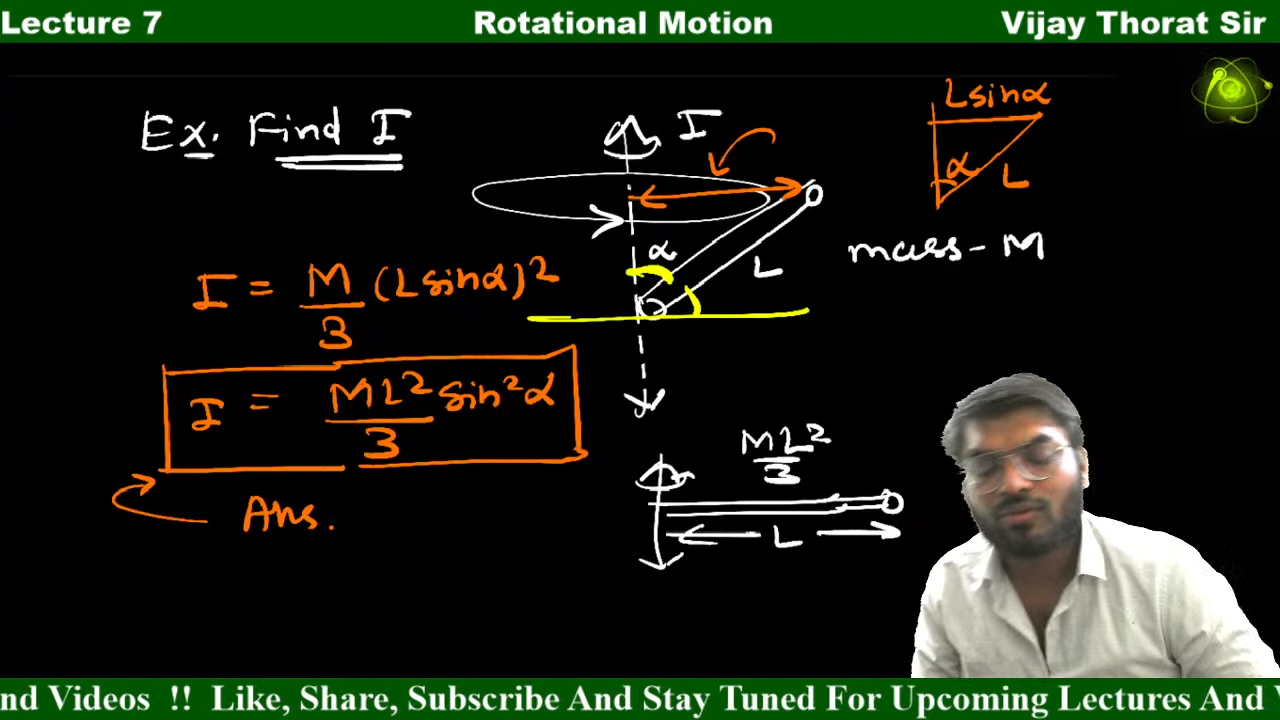 Lecture 7
Rotational Motion
Vijay Thorat Sir
Ex. Find I
I
Lsinα
α
L
α
L
mass - M
I = M/3 (Lsinα)²
I = ML²/3 sin²α
Ans.
ML²/3
L
nd Videos !! Like, Share, Subscribe And Stay Tuned For Upcoming Lectures And V